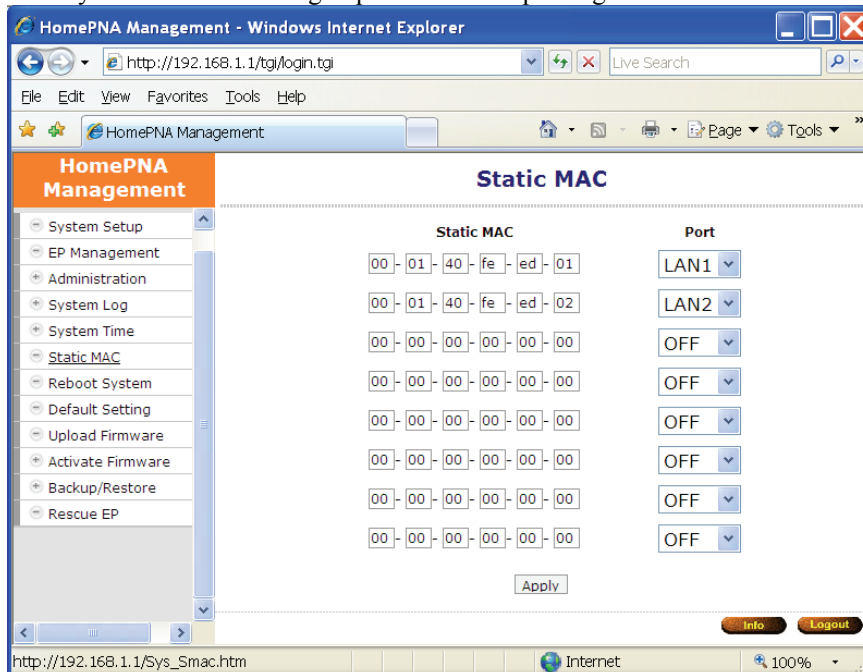 HomePNA Management - Windows Internet Explorer
http://192.168.1.1/tgi/login.tgi
Live Search
File Edit View Favorites Tools Help
HomePNA Management
Page Tools
HomePNA
Management
System Setup
EP Management
Administration
System Log
System Time
Static MAC
Reboot System
Default Setting
Upload Firmware
Activate Firmware
Backup/Restore
Rescue EP
Static MAC
Static MAC Port
00 - 01 - 40 - fe - ed - 01 LAN1
00 - 01 - 40 - fe - ed - 02 LAN2
00 - 00 - 00 - 00 - 00 - 00 OFF
00 - 00 - 00 - 00 - 00 - 00 OFF
00 - 00 - 00 - 00 - 00 - 00 OFF
00 - 00 - 00 - 00 - 00 - 00 OFF
00 - 00 - 00 - 00 - 00 - 00 OFF
00 - 00 - 00 - 00 - 00 - 00 OFF
Apply
Info Logout
http://192.168.1.1/Sys_Smac.htm Internet 100%